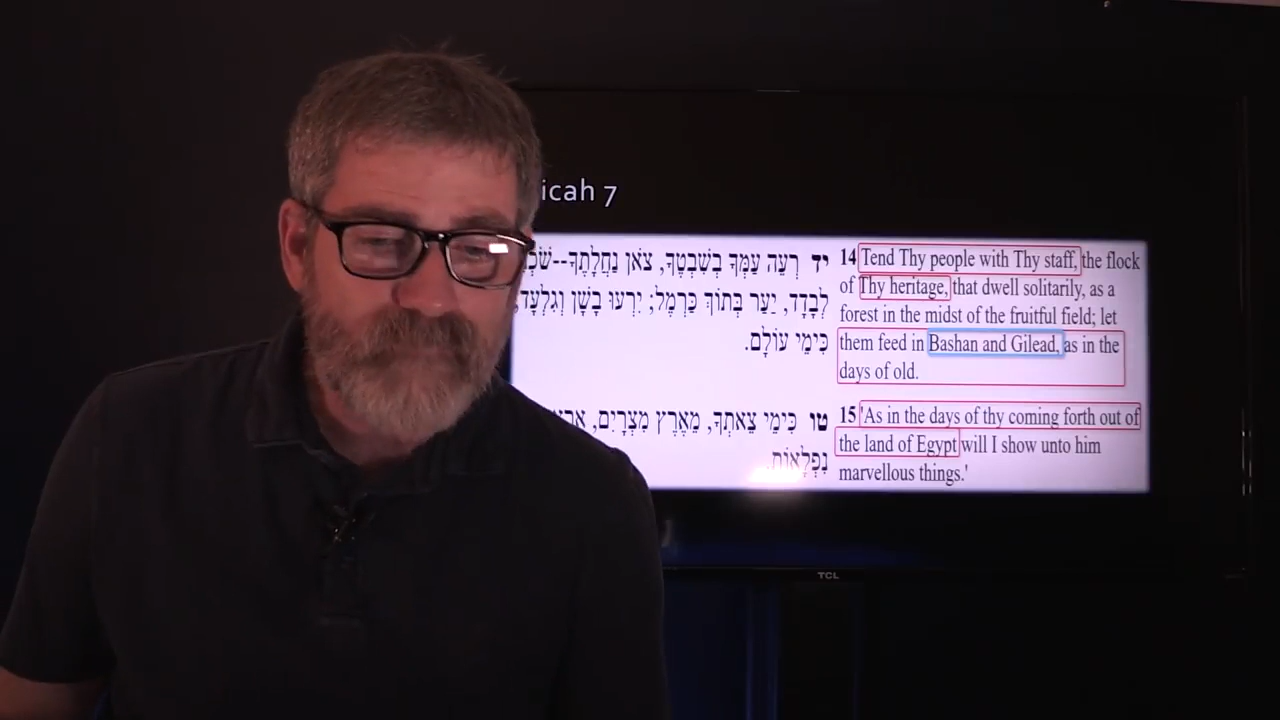 icah 7
יד רְעֵה עַמְּךָ בְשִׁבְטֶךָ, צֹאן נַחֲלָתֶךָ--שֹׁכְ
לְבָדָד, יַעַר בְּתוֹךְ כַּרְמֶל; יִרְעוּ בָשָׁן וְגִלְעָד,
כִּימֵי עוֹלָם.
טו כִּימֵי צֵאתְךָ, מֵאֶרֶץ מִצְרָיִם,
נִפְלָאוֹת.
14 Tend Thy people with Thy staff, the flock
of Thy heritage, that dwell solitarily, as a
forest in the midst of the fruitful field; let
them feed in Bashan and Gilead, as in the
days of old.
15 'As in the days of thy coming forth out of
the land of Egypt will I show unto him
marvellous things.'
TCL